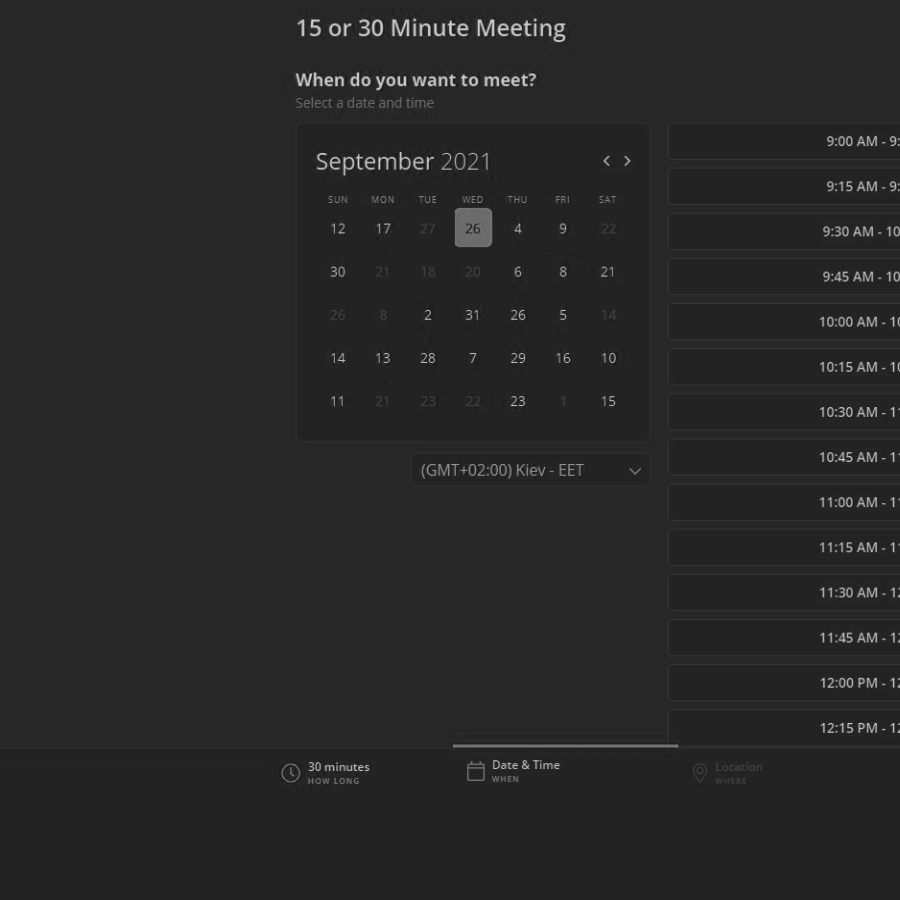 15 or 30 Minute Meeting
When do you want to meet?
Select a date and time
September 2021
SUN MON TUE WED THU FRI SAT
12 17 27 26 4 9 22
30 21 18 20 6 8 21
26 8 2 31 26 5 14
14 13 28 7 29 16 10
11 21 23 22 23 1 15
(GMT+02:00) Kiev - EET
9:00 AM - 9:
9:15 AM - 9:
9:30 AM - 10
9:45 AM - 10
10:00 AM - 10
10:15 AM - 10
10:30 AM - 11
10:45 AM - 11
11:00 AM - 11
11:15 AM - 11
11:30 AM - 12
11:45 AM - 12
12:00 PM - 12
12:15 PM - 12
30 minutes
HOW LONG
Date & Time
WHEN
Location
WHERE